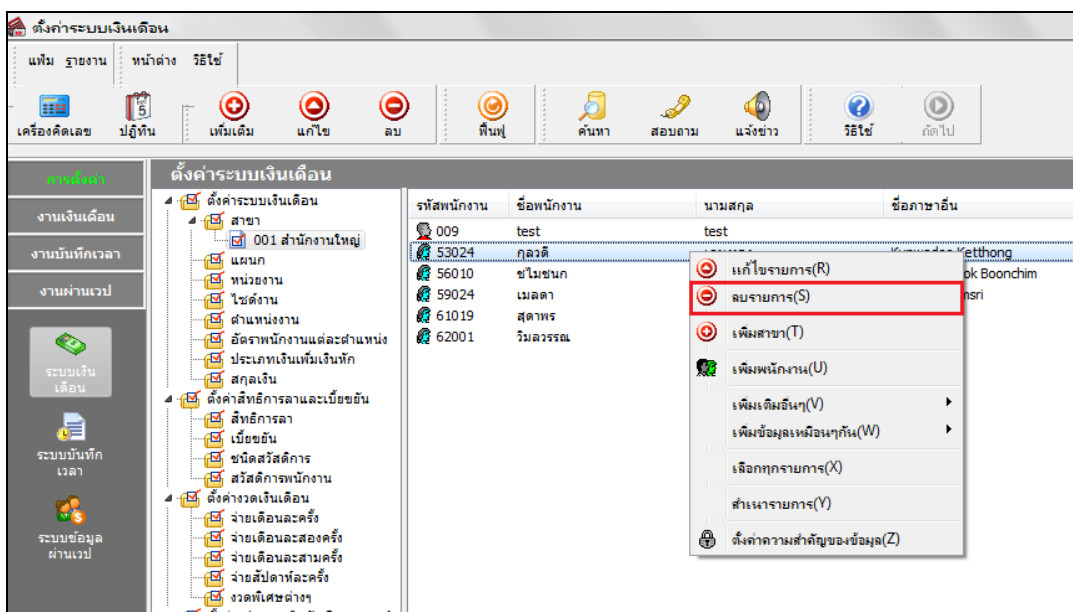 ตั้งค่าระบบเงินเดือน
แฟ้ม รายงาน หน้าต่าง วิธีใช้
เครื่องคิดเลข ปฏิทิน เพิ่มเติม แก้ไข ลบ ฟื้นฟู ค้นหา สอบถาม แจ้งข่าว วิธีใช้ ถัดไป
การตั้งค่า
งานเงินเดือน
งานบันทึกเวลา
งานผ่านเวป
ระบบเงิน
เดือน
ระบบบันทึก
เวลา
ระบบข้อมูล
ผ่านเวป
ตั้งค่าระบบเงินเดือน
ตั้งค่าระบบเงินเดือน
สาขา
001 สำนักงานใหญ่
แผนก
หน่วยงาน
ไซต์งาน
ตำแหน่งงาน
อัตราพนักงานแต่ละตำแหน่ง
ประเภทเงินเพิ่มเงินหัก
สกุลเงิน
ตั้งค่าสิทธิการลาและเบี้ยขยัน
สิทธิการลา
เบี้ยขยัน
ชนิดสวัสดิการ
สวัสดิการพนักงาน
ตั้งค่างวดเงินเดือน
จ่ายเดือนละครั้ง
จ่ายเดือนละสองครั้ง
จ่ายเดือนละสามครั้ง
จ่ายสัปดาห์ละครั้ง
งวดพิเศษต่างๆ
รหัสพนักงาน ชื่อพนักงาน นามสกุล ชื่อภาษาอื่น
009 test test
53024 กุลวดี Ketthong
56010 ชไมชนก ok Boonchim
59024 เมลดา msri
61019 สุดาพร
62001 วิมลวรรณ
แก้ไขรายการ(R)
ลบรายการ(S)
เพิ่มสาขา(T)
เพิ่มพนักงาน(U)
เพิ่มเติมอื่นๆ(V)
เพิ่มข้อมูลเหมือนๆกัน(W)
เลือกทุกรายการ(X)
สำเนารายการ(Y)
ตั้งค่าความสำคัญของข้อมูล(Z)